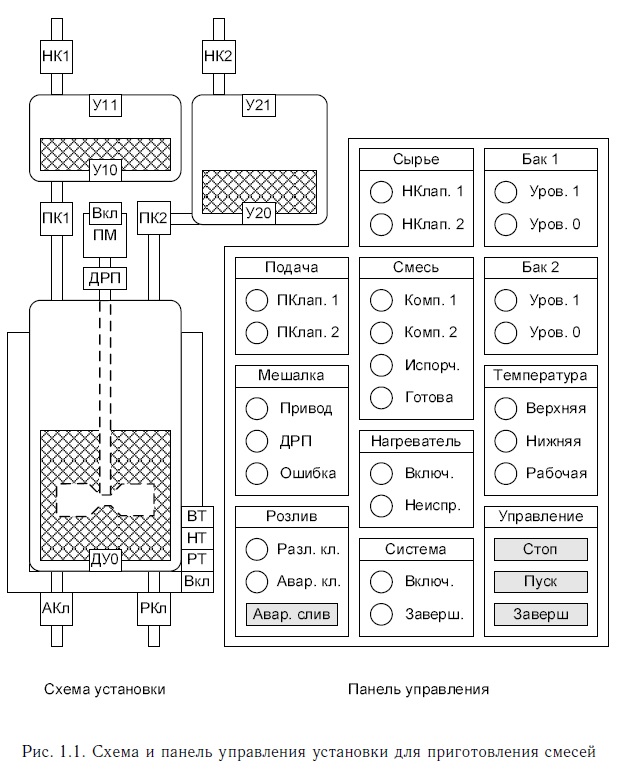 НК1
НК2
У11
У21
У10
У20
ПК1
Вкл
ПМ
ПК2
ДРП
ДУ0
ВТ
НТ
РТ
Вкл
АКл
РКл
Сырье
НКлап. 1
НКлап. 2
Бак 1
Уров. 1
Уров. 0
Подача
ПКлап. 1
ПКлап. 2
Смесь
Комп. 1
Комп. 2
Испорч.
Готова
Бак 2
Уров. 1
Уров. 0
Мешалка
Привод
ДРП
Ошибка
Нагреватель
Включ.
Неиспр.
Температура
Верхняя
Нижняя
Рабочая
Розлив
Разл. кл.
Авар. кл.
Авар. слив
Система
Включ.
Заверш.
Управление
Стоп
Пуск
Заверш
Схема установки
Панель управления
Рис. 1.1. Схема и панель управления установки для приготовления смесей